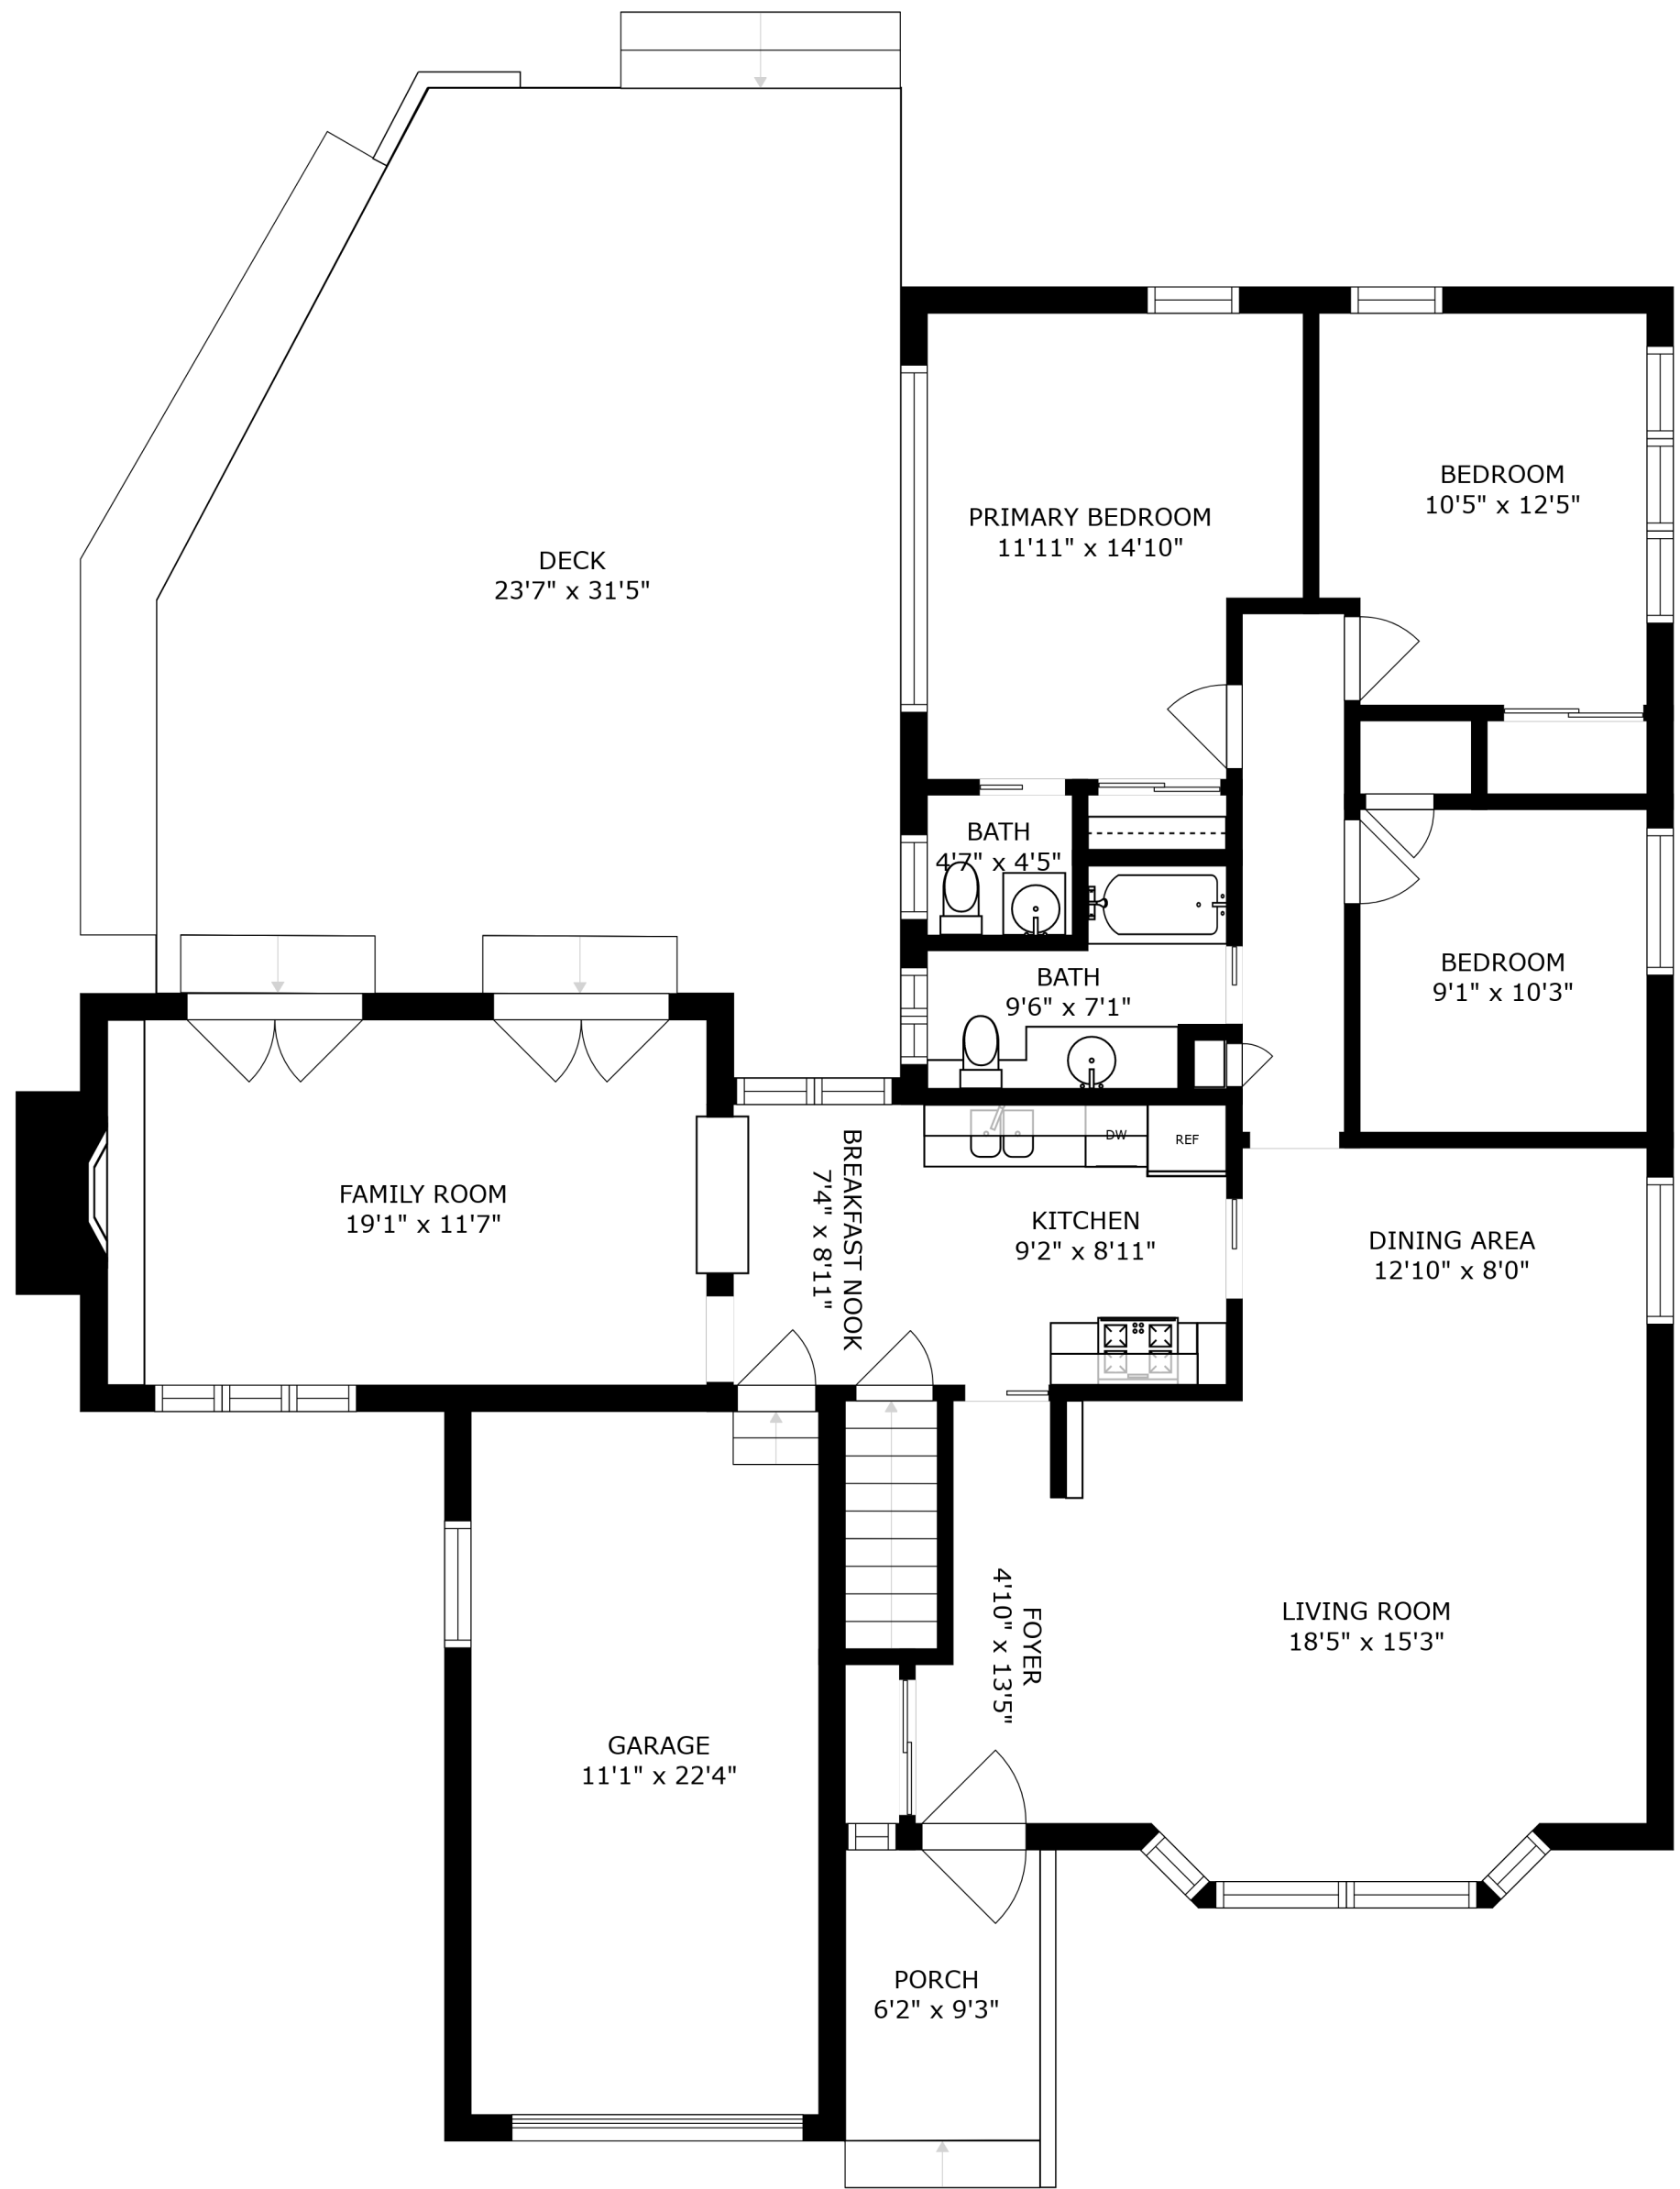 BEDROOM
10'5" x 12'5"
PRIMARY BEDROOM
11'11" x 14'10"
DECK
23'7" x 31'5"
BATH
4'7" x 4'5"
BEDROOM
9'1" x 10'3"
BATH
9'6" x 7'1"
DW
REF
BREAKFAST NOOK
7'4" x 8'11"
FAMILY ROOM
19'1" x 11'7"
KITCHEN
9'2" x 8'11"
DINING AREA
12'10" x 8'0"
FOYER
4'10" x 13'5"
LIVING ROOM
18'5" x 15'3"
GARAGE
11'1" x 22'4"
PORCH
6'2" x 9'3"